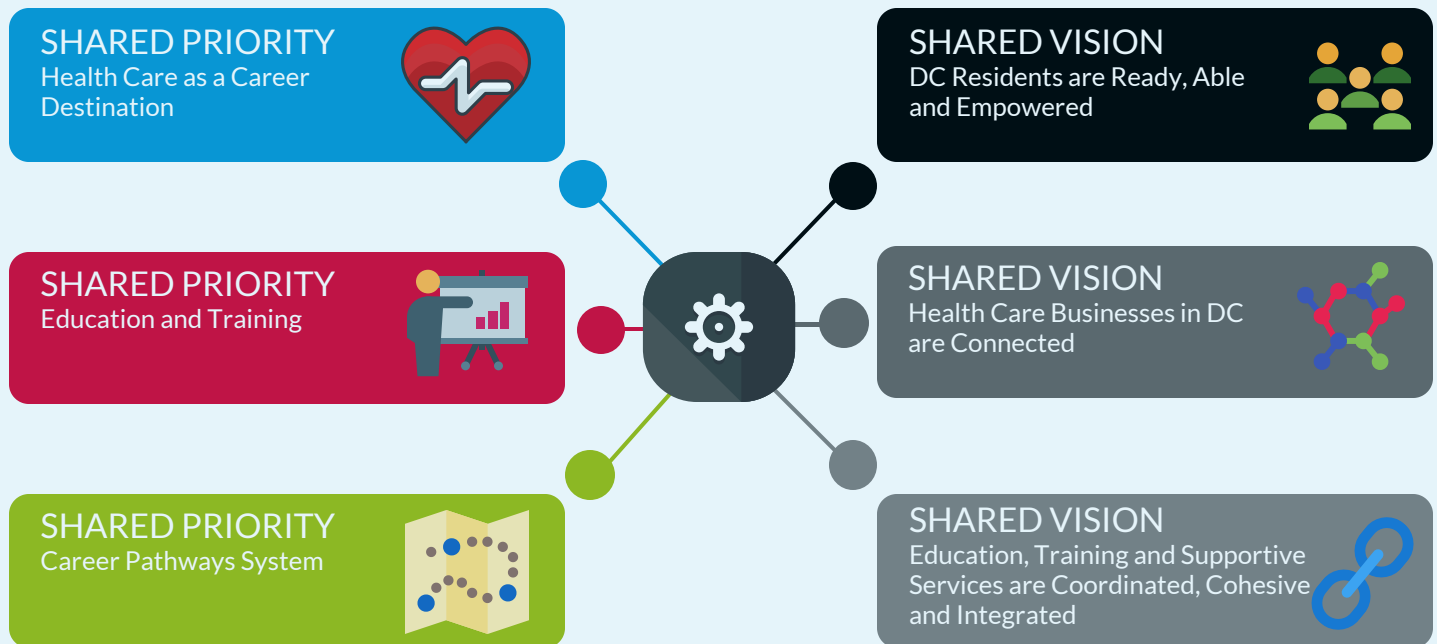 SHARED PRIORITY
Health Care as a Career
Destination
SHARED PRIORITY
Education and Training
SHARED PRIORITY
Career Pathways System
SHARED VISION
DC Residents are Ready, Able
and Empowered
SHARED VISION
Health Care Businesses in DC
are Connected
SHARED VISION
Education, Training and Supportive
Services are Coordinated, Cohesive
and Integrated